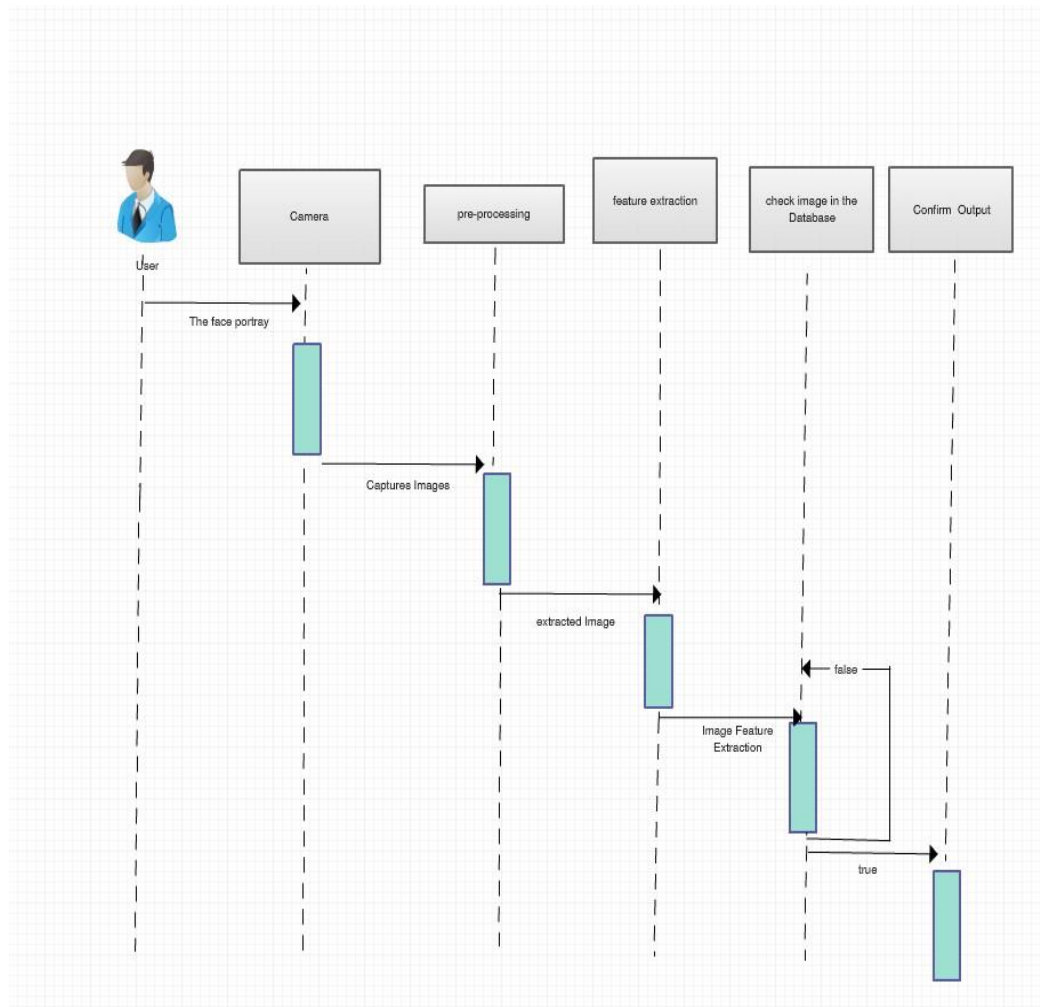 User
Camera
pre-processing
feature extraction
check image in the
Database
Confirm Output
The face portray
Captures Images
extracted Image
false
Image Feature
Extraction
true